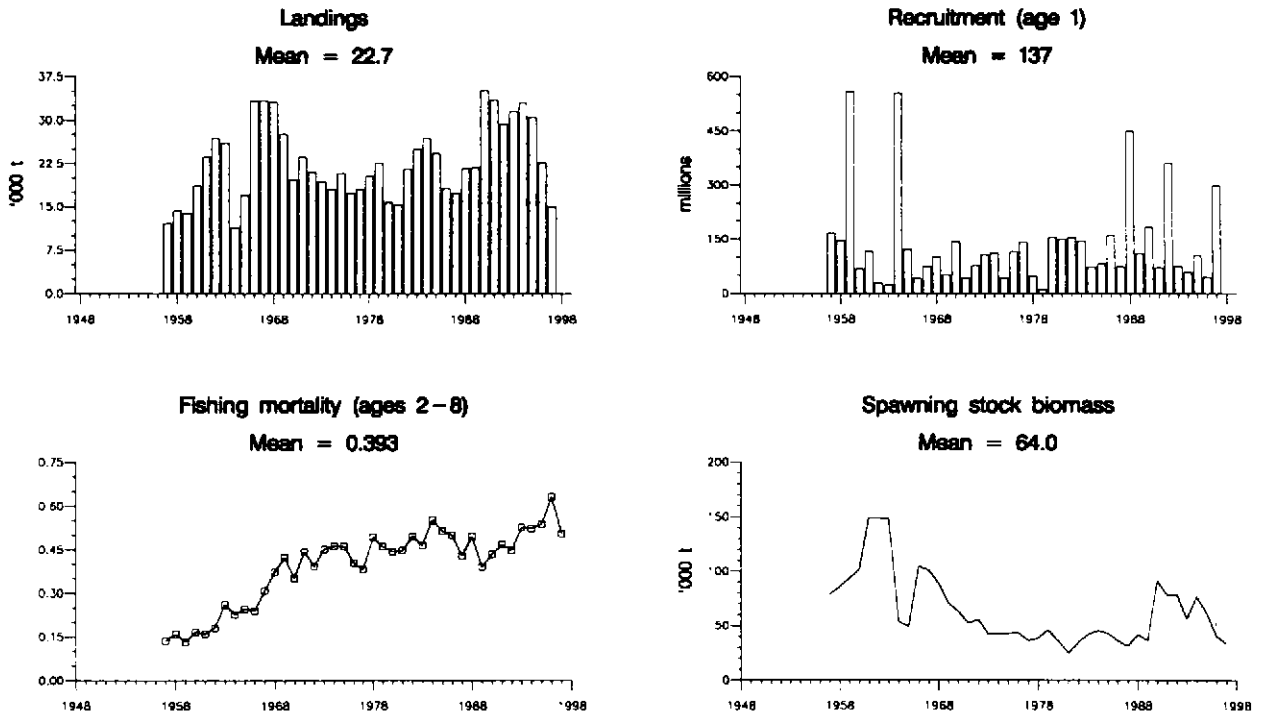 Landings
Mean = 22.7
37.5
30.0
22.5
15.0
7.5
0.0
'000 t
1948 1958 1968 1978 1988 1998
Recruitment (age 1)
Mean = 137
600
450
300
150
0
millions
1948 1958 1968 1978 1988 1998
Fishing mortality (ages 2-8)
Mean = 0.393
0.75
0.60
0.45
0.30
0.15
0.00
1948 1958 1968 1978 1988 1998
Spawning stock biomass
Mean = 64.0
200
150
100
50
0
'000 t
1948 1958 1968 1978 1988 1998